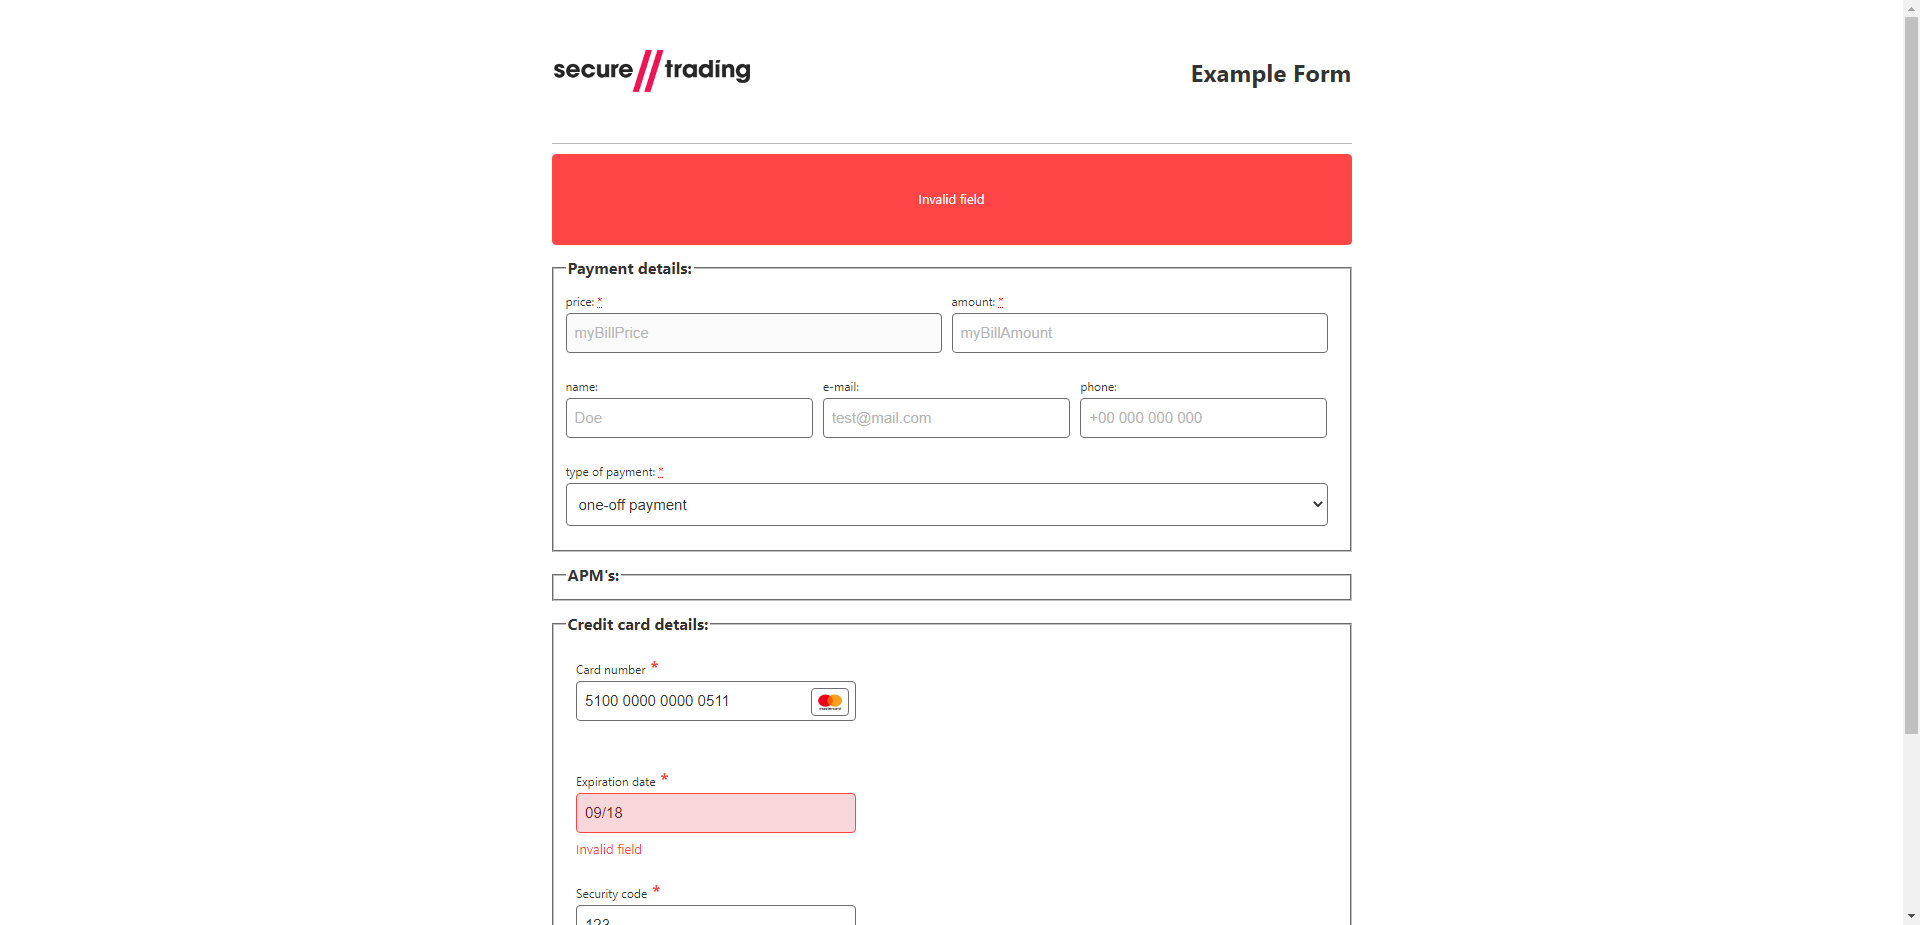 secure//trading
Example Form
Invalid field
Payment details:
price: *
amount: *
myBillPrice
myBillAmount
name:
e-mail:
phone:
Doe
test@mail.com
+00 000 000 000
type of payment: *
one-off payment
APM's:
Credit card details:
Card number *
5100 0000 0000 0511
mastercard
Expiration date *
09/18
Invalid field
Security code *
123